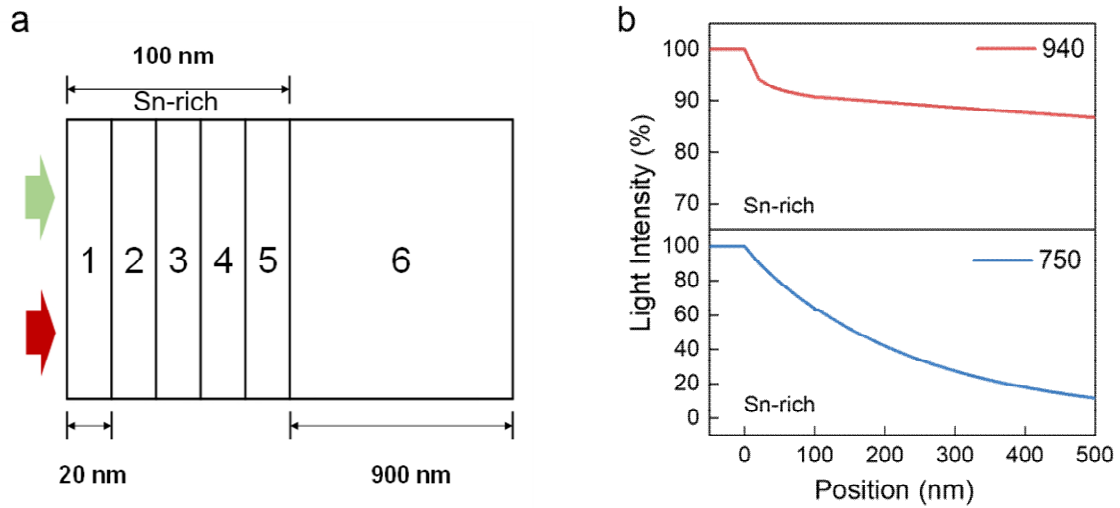 a
100 nm
Sn-rich
1 2 3 4 5 6
20 nm
900 nm
b
Light Intensity (%)
100
90
80
70
940
Sn-rich
100
80
60
40
20
0
750
Sn-rich
0 100 200 300 400 500
Position (nm)